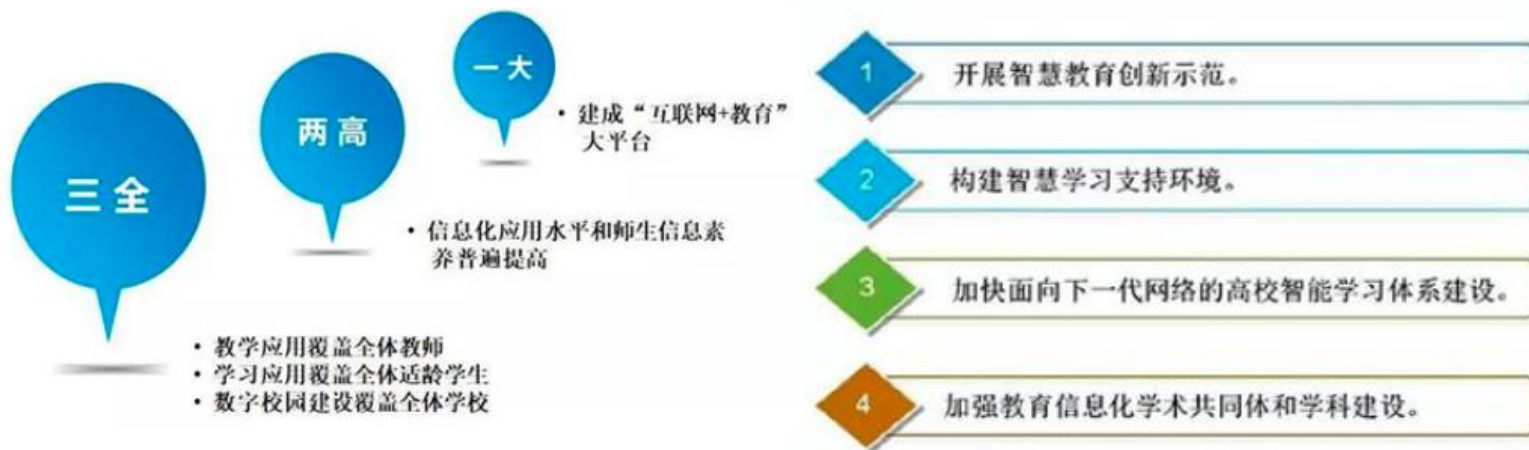 三全
• 教学应用覆盖全体教师
• 学习应用覆盖全体适龄学生
• 数字校园建设覆盖全体学校
两高
• 信息化应用水平和师生信息素
养普遍提高
一大
• 建成“互联网+教育”
大平台
1
开展智慧教育创新示范。
2
构建智慧学习支持环境。
3
加快面向下一代网络的高校智能学习体系建设。
4
加强教育信息化学术共同体和学科建设。